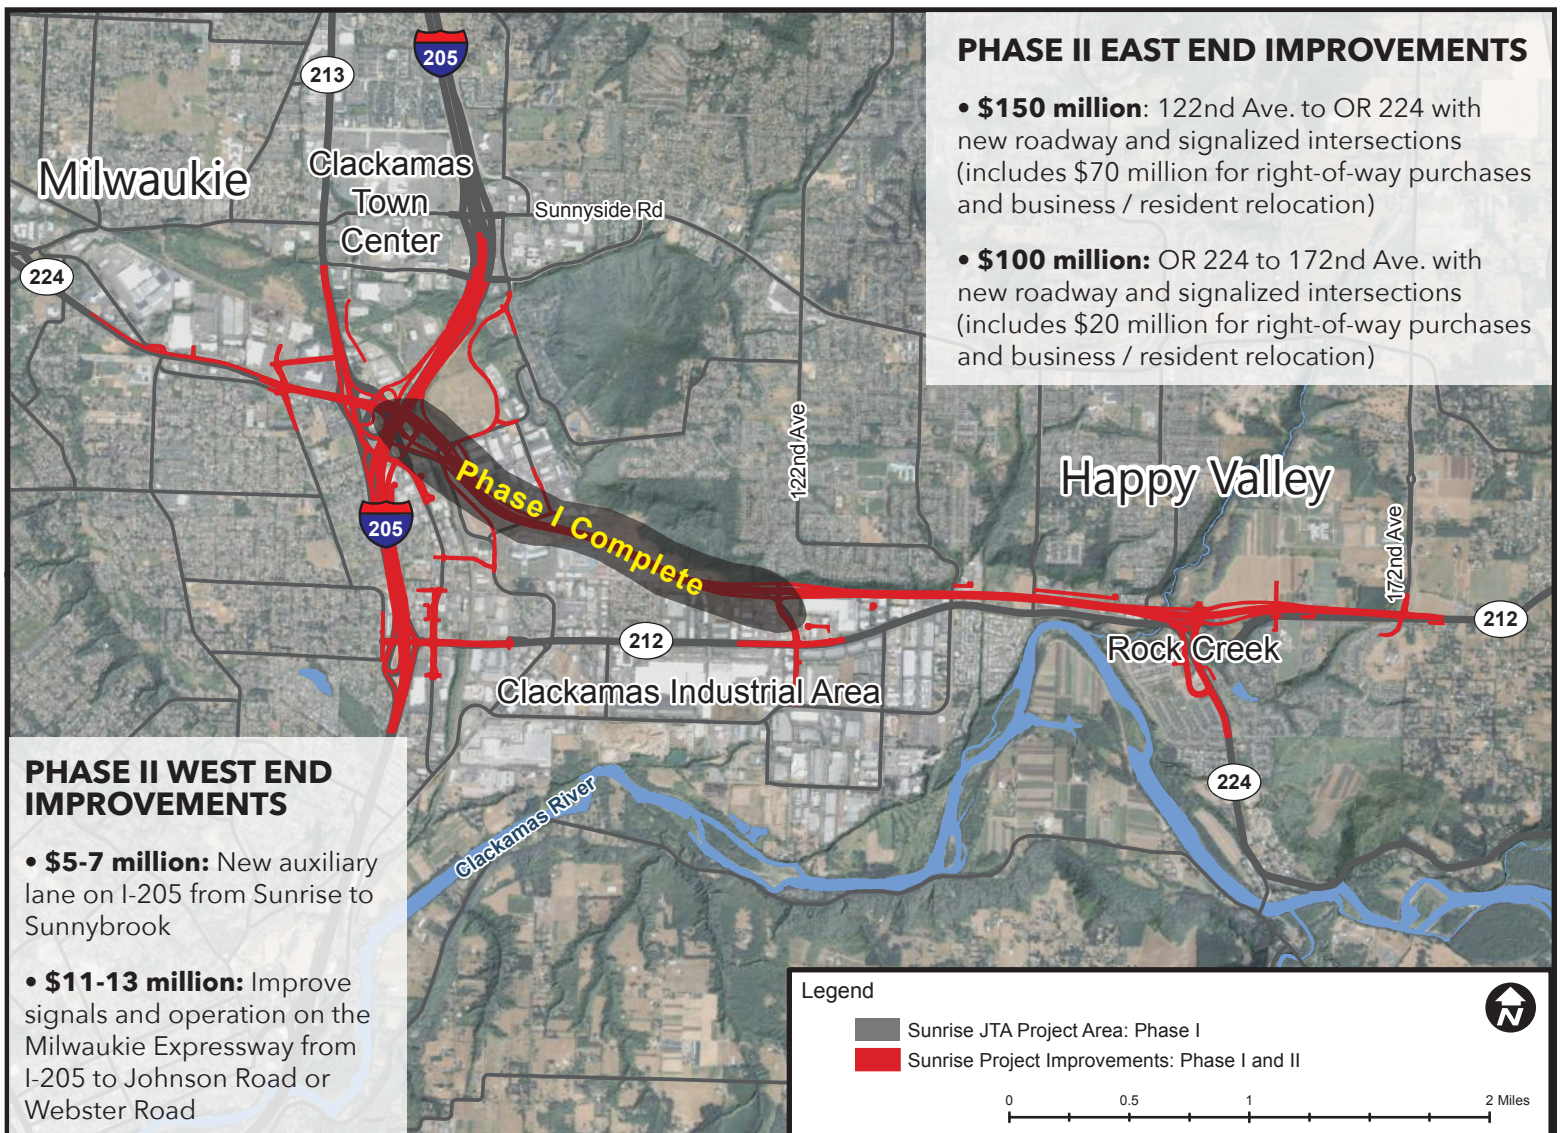 205
213
PHASE II EAST END IMPROVEMENTS
• $150 million: 122nd Ave. to OR 224 with
new roadway and signalized intersections
(includes $70 million for right-of-way purchases
and business / resident relocation)
• $100 million: OR 224 to 172nd Ave. with
new roadway and signalized intersections
(includes $20 million for right-of-way purchases
and business / resident relocation)
Milwaukie
Clackamas
Town
Center
Sunnyside Rd
224
122nd Ave
Happy Valley
Phase I Complete
205
172nd Ave
212
212
Rock Creek
Clackamas Industrial Area
224
Clackamas River
PHASE II WEST END
IMPROVEMENTS
• $5-7 million: New auxiliary
lane on I-205 from Sunrise to
Sunnybrook
• $11-13 million: Improve
signals and operation on the
Milwaukie Expressway from
I-205 to Johnson Road or
Webster Road
Legend
N
Sunrise JTA Project Area: Phase I
Sunrise Project Improvements: Phase I and II
0 0.5 1 2 Miles